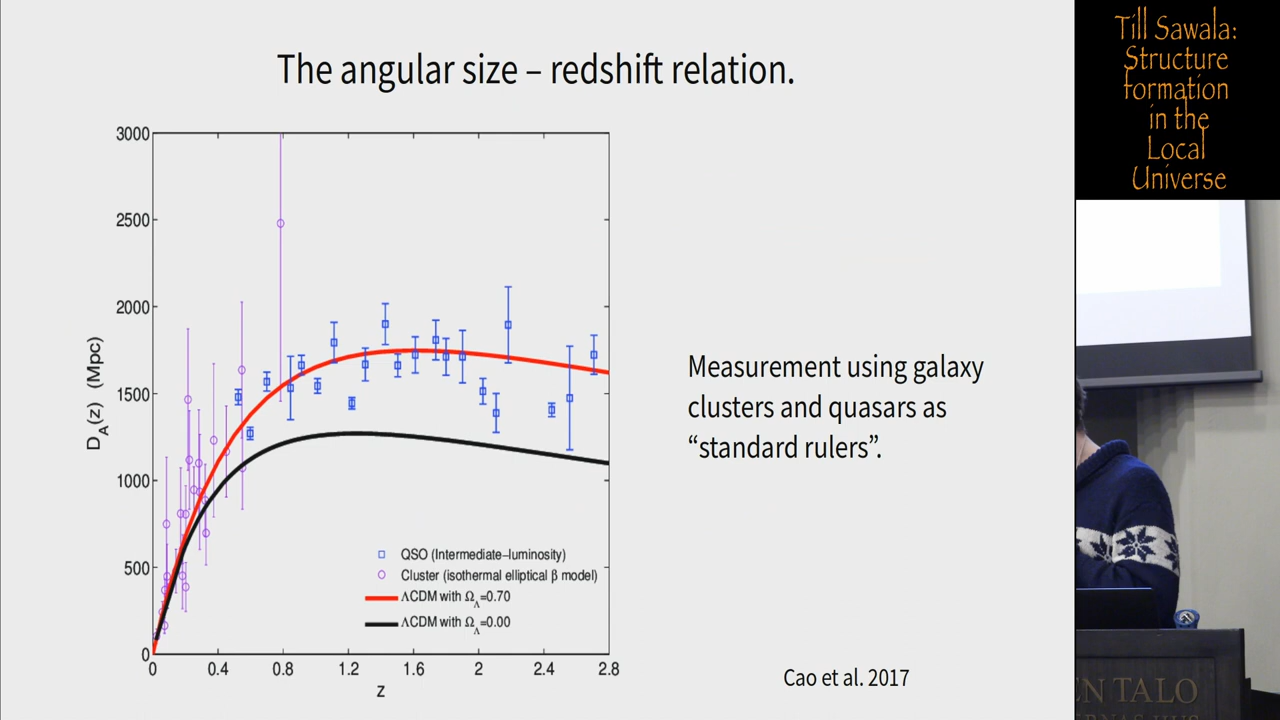 The angular size – redshift relation.
3000
2500
2000
1500
1000
500
0
D_A(z) (Mpc)
0 0.4 0.8 1.2 1.6 2 2.4 2.8
z
QSO (Intermediate–luminosity)
Cluster (isothermal elliptical β model)
ΛCDM with Ω_Λ=0.70
ΛCDM with Ω_Λ=0.00
Measurement using galaxy
clusters and quasars as
“standard rulers”.
Cao et al. 2017
Till Sawala:
Structure
formation
in the
Local
Universe
EN TALO